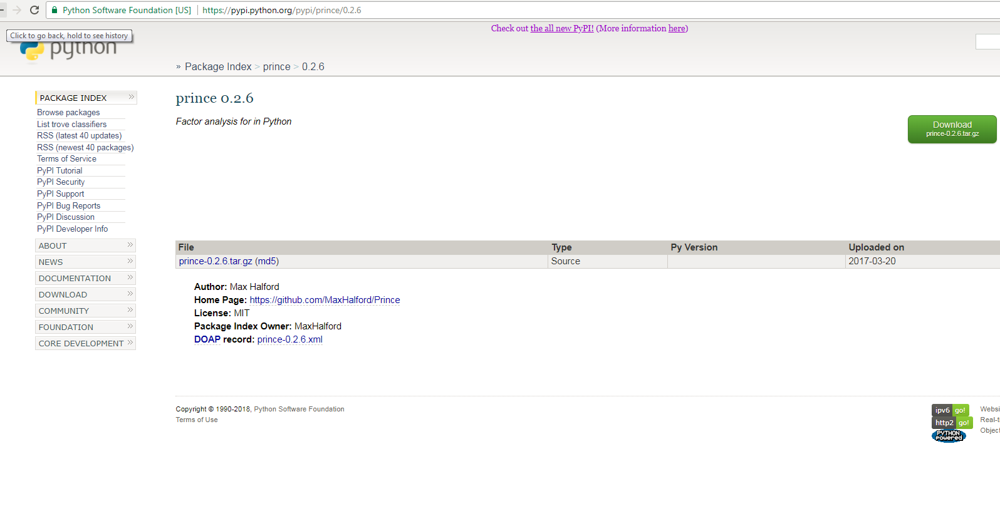 Python Software Foundation [US] https://pypi.python.org/pypi/prince/0.2.6
Check out the all new PyPI! (More information here)
Click to go back, hold to see history
python
» Package Index > prince > 0.2.6
PACKAGE INDEX »
Browse packages
List trove classifiers
RSS (latest 40 updates)
RSS (newest 40 packages)
Terms of Service
PyPI Tutorial
PyPI Security
PyPI Support
PyPI Bug Reports
PyPI Discussion
PyPI Developer Info
ABOUT »
NEWS »
DOCUMENTATION »
DOWNLOAD »
COMMUNITY »
FOUNDATION »
CORE DEVELOPMENT »
prince 0.2.6
Factor analysis for in Python
Download
prince-0.2.6.tar.gz
File Type Py Version Uploaded on
prince-0.2.6.tar.gz (md5) Source 2017-03-20
Author: Max Halford
Home Page: https://github.com/MaxHalford/Prince
License: MIT
Package Index Owner: MaxHalford
DOAP record: prince-0.2.6.xml
Copyright © 1990-2018, Python Software Foundation
Terms of Use
ipv6 go!
http2 go!
PYTHON
powered
Websi
Real-t
Object